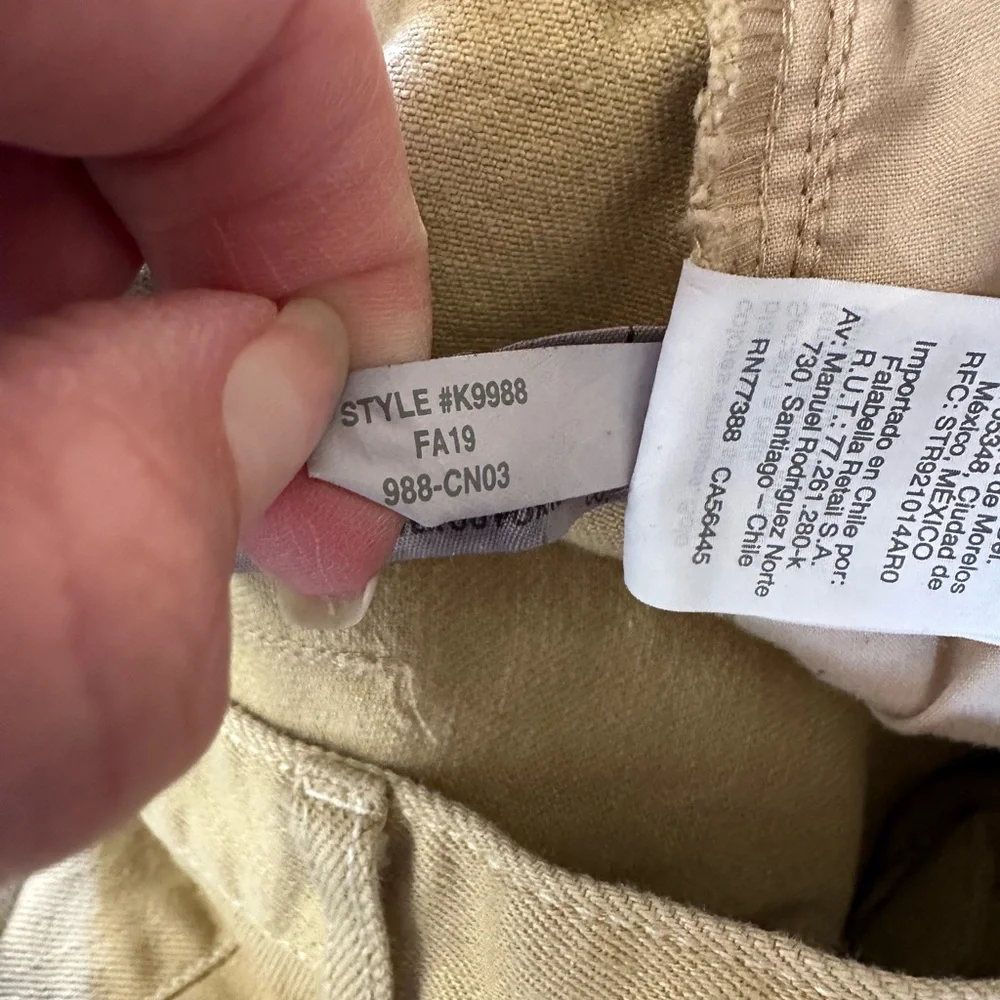 STYLE #K9988
FA19
988-CN03
México, Ciudad de
RFC: STR921014AR0
Importado en Chile por:
Falabella Retail S.A.
R.U.T.: 77.261.280-k
Av. Manuel Rodriguez Norte
730, Santiago – Chile
RN77388 CA56445